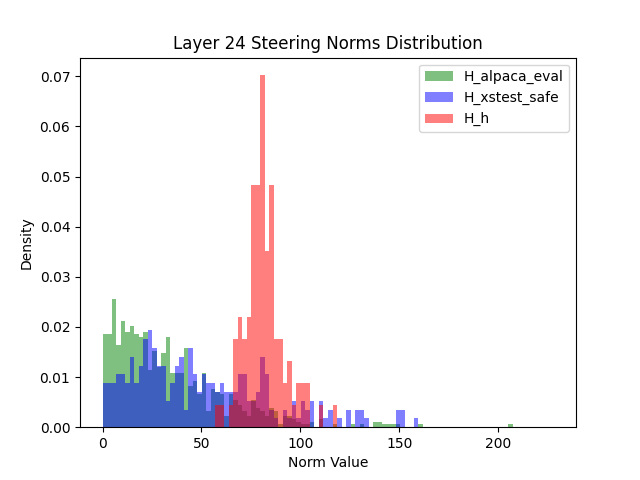 Layer 24 Steering Norms Distribution
H_alpaca_eval
H_xstest_safe
H_h
0.07
0.06
0.05
0.04
0.03
0.02
0.01
0.00
Density
0
50
100
150
200
Norm Value